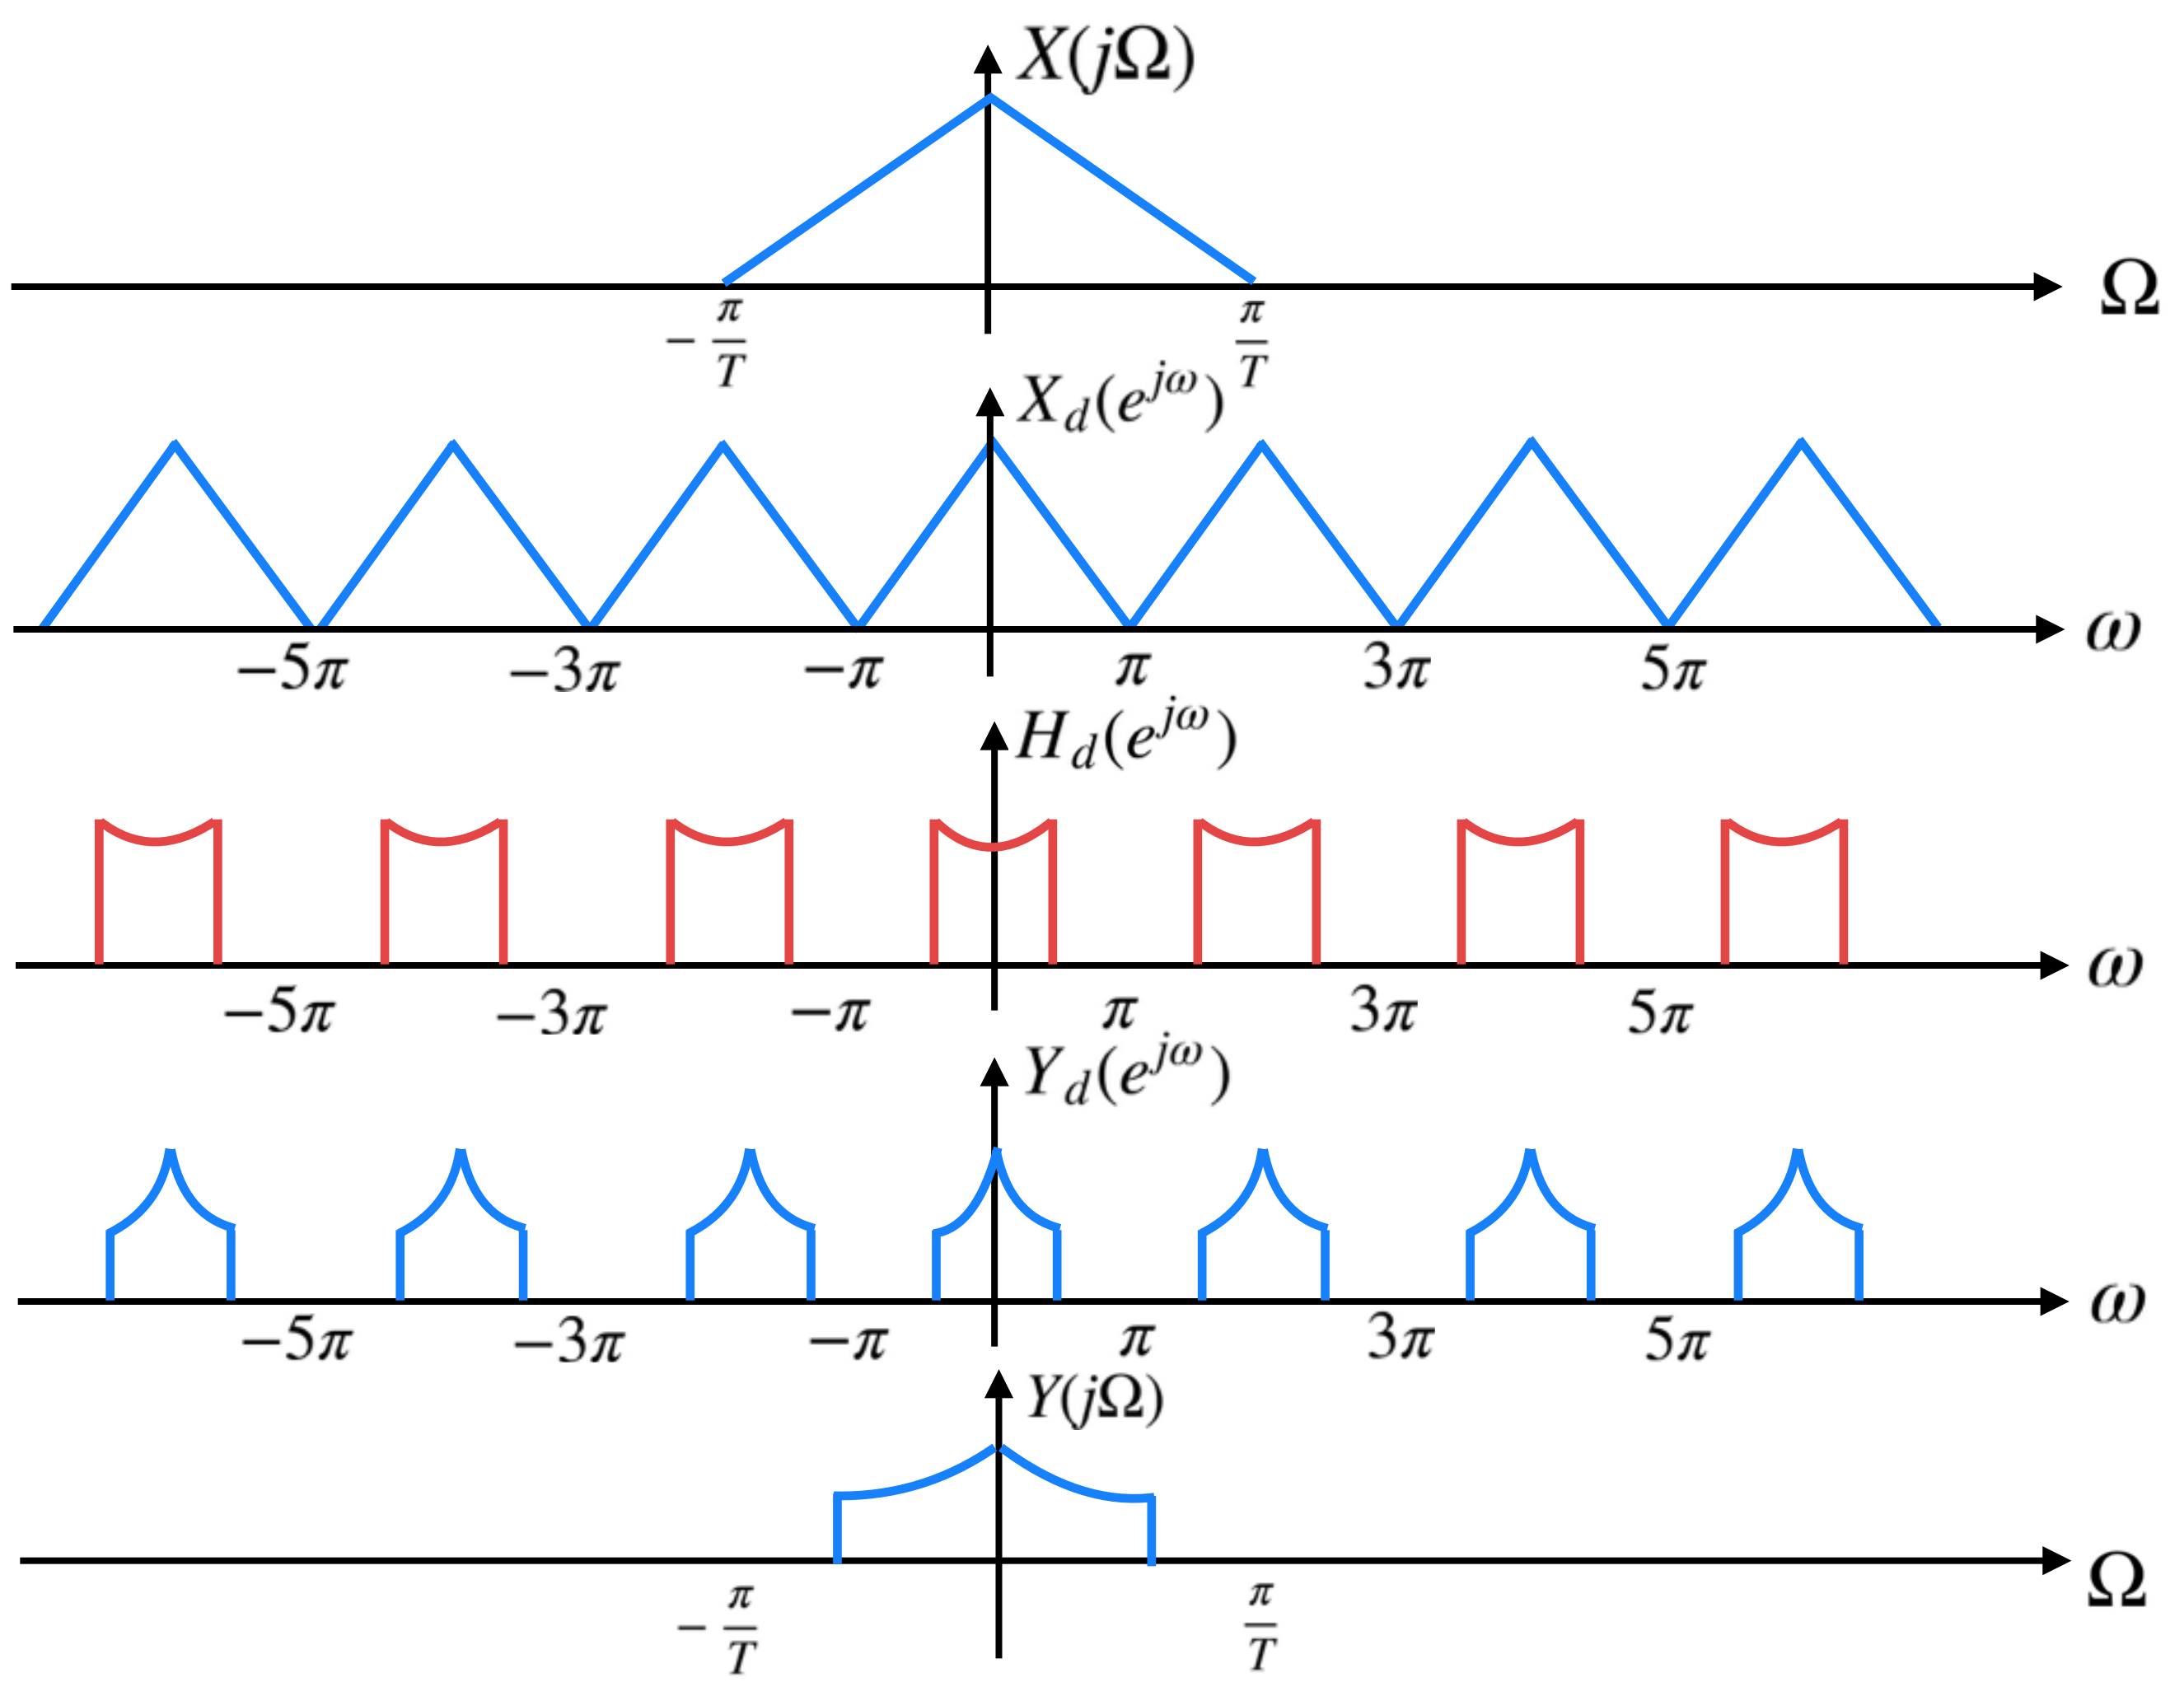 X(jΩ)
Ω
−π/T π/T
X_d(e^{jω})
ω
−5π −3π −π π 3π 5π
H_d(e^{jω})
ω
−5π −3π −π π 3π 5π
Y_d(e^{jω})
ω
−5π −3π −π π 3π 5π
Y(jΩ)
Ω
−π/T π/T